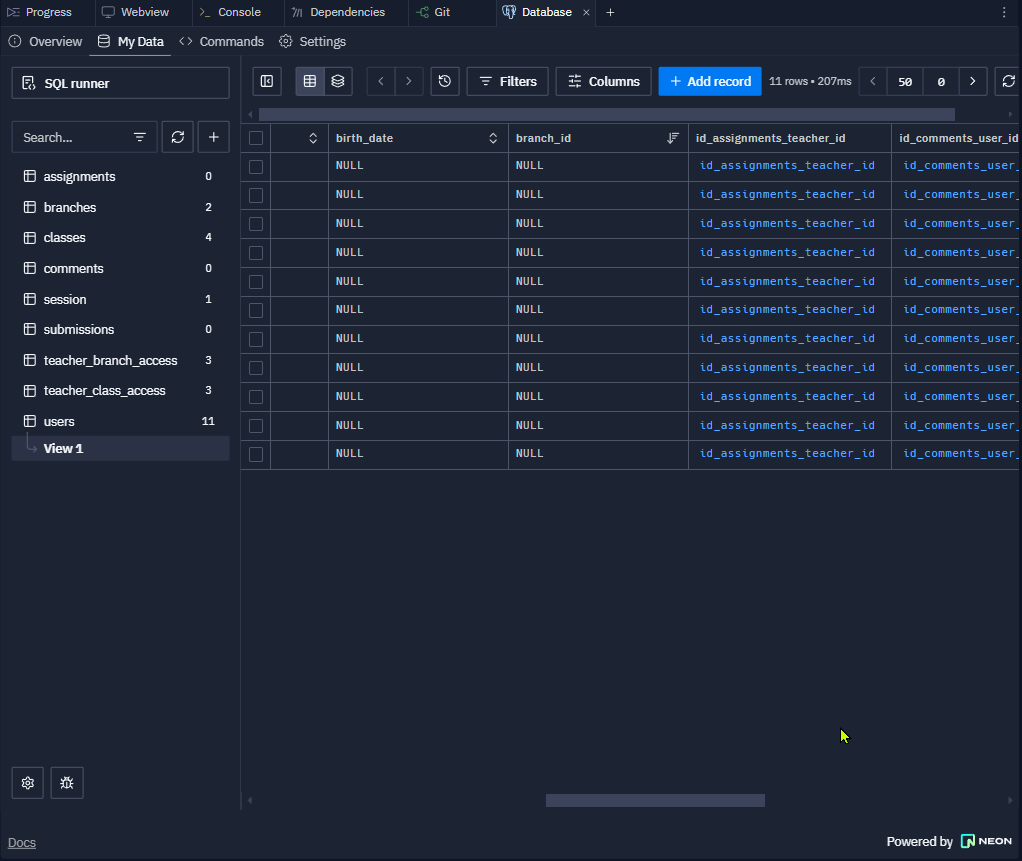 Progress Webview Console Dependencies Git Database
Overview My Data Commands Settings
SQL runner
Filters Columns Add record 11 rows • 207ms 50 0
Search...
birth_date branch_id id_assignments_teacher_id id_comments_user_id
NULL NULL id_assignments_teacher_id id_comments_user_
NULL NULL id_assignments_teacher_id id_comments_user_
NULL NULL id_assignments_teacher_id id_comments_user_
NULL NULL id_assignments_teacher_id id_comments_user_
NULL NULL id_assignments_teacher_id id_comments_user_
NULL NULL id_assignments_teacher_id id_comments_user_
NULL NULL id_assignments_teacher_id id_comments_user_
NULL NULL id_assignments_teacher_id id_comments_user_
NULL NULL id_assignments_teacher_id id_comments_user_
NULL NULL id_assignments_teacher_id id_comments_user_
NULL NULL id_assignments_teacher_id id_comments_user_
assignments 0
branches 2
classes 4
comments 0
session 1
submissions 0
teacher_branch_access 3
teacher_class_access 3
users 11
View 1
Docs
Powered by NEON